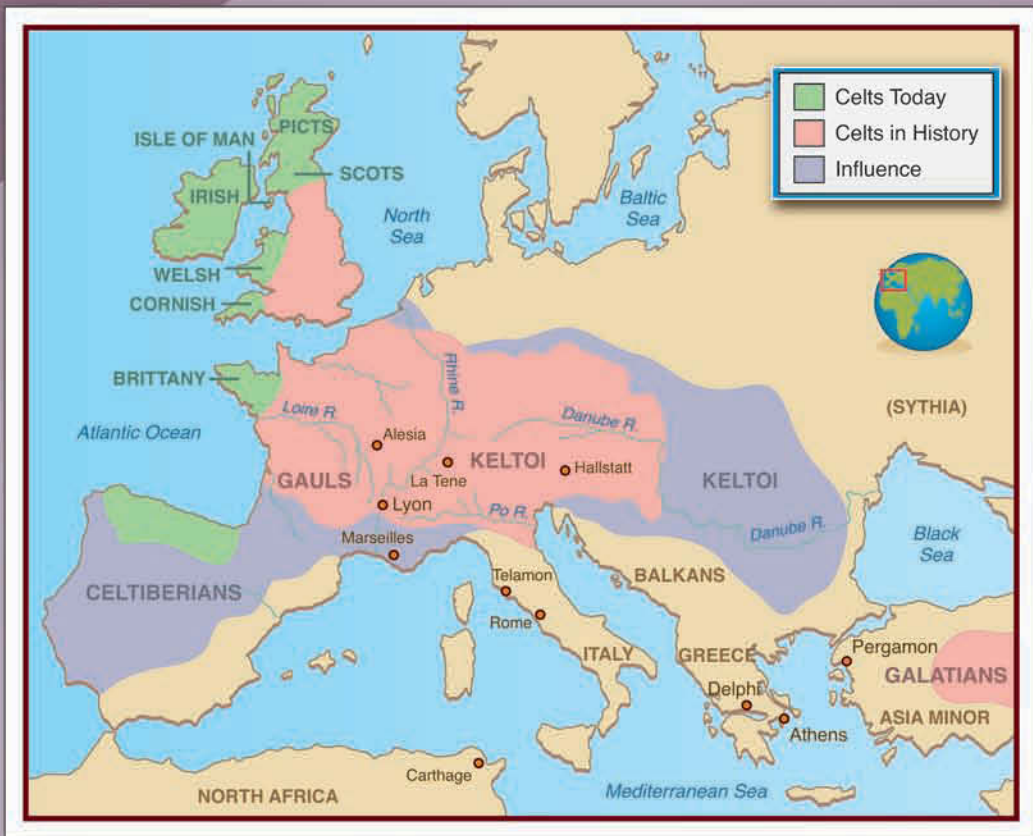 Celts Today
Celts in History
Influence
PICTS
ISLE OF MAN
SCOTS
IRISH
North
Sea
Baltic
Sea
WELSH
CORNISH
BRITTANY
Rhine R.
Loire R.
Danube R.
(SYTHIA)
Atlantic Ocean
Alesia
GAULS
La Tene
KELTOI
Hallstatt
KELTOI
Lyon
Po R.
Danube R.
Marseilles
Black
Sea
CELTIBERIANS
Telamon
BALKANS
Rome
ITALY
GREECE
Pergamon
GALATIANS
Delphi
ASIA MINOR
Athens
Carthage
NORTH AFRICA
Mediterranean Sea